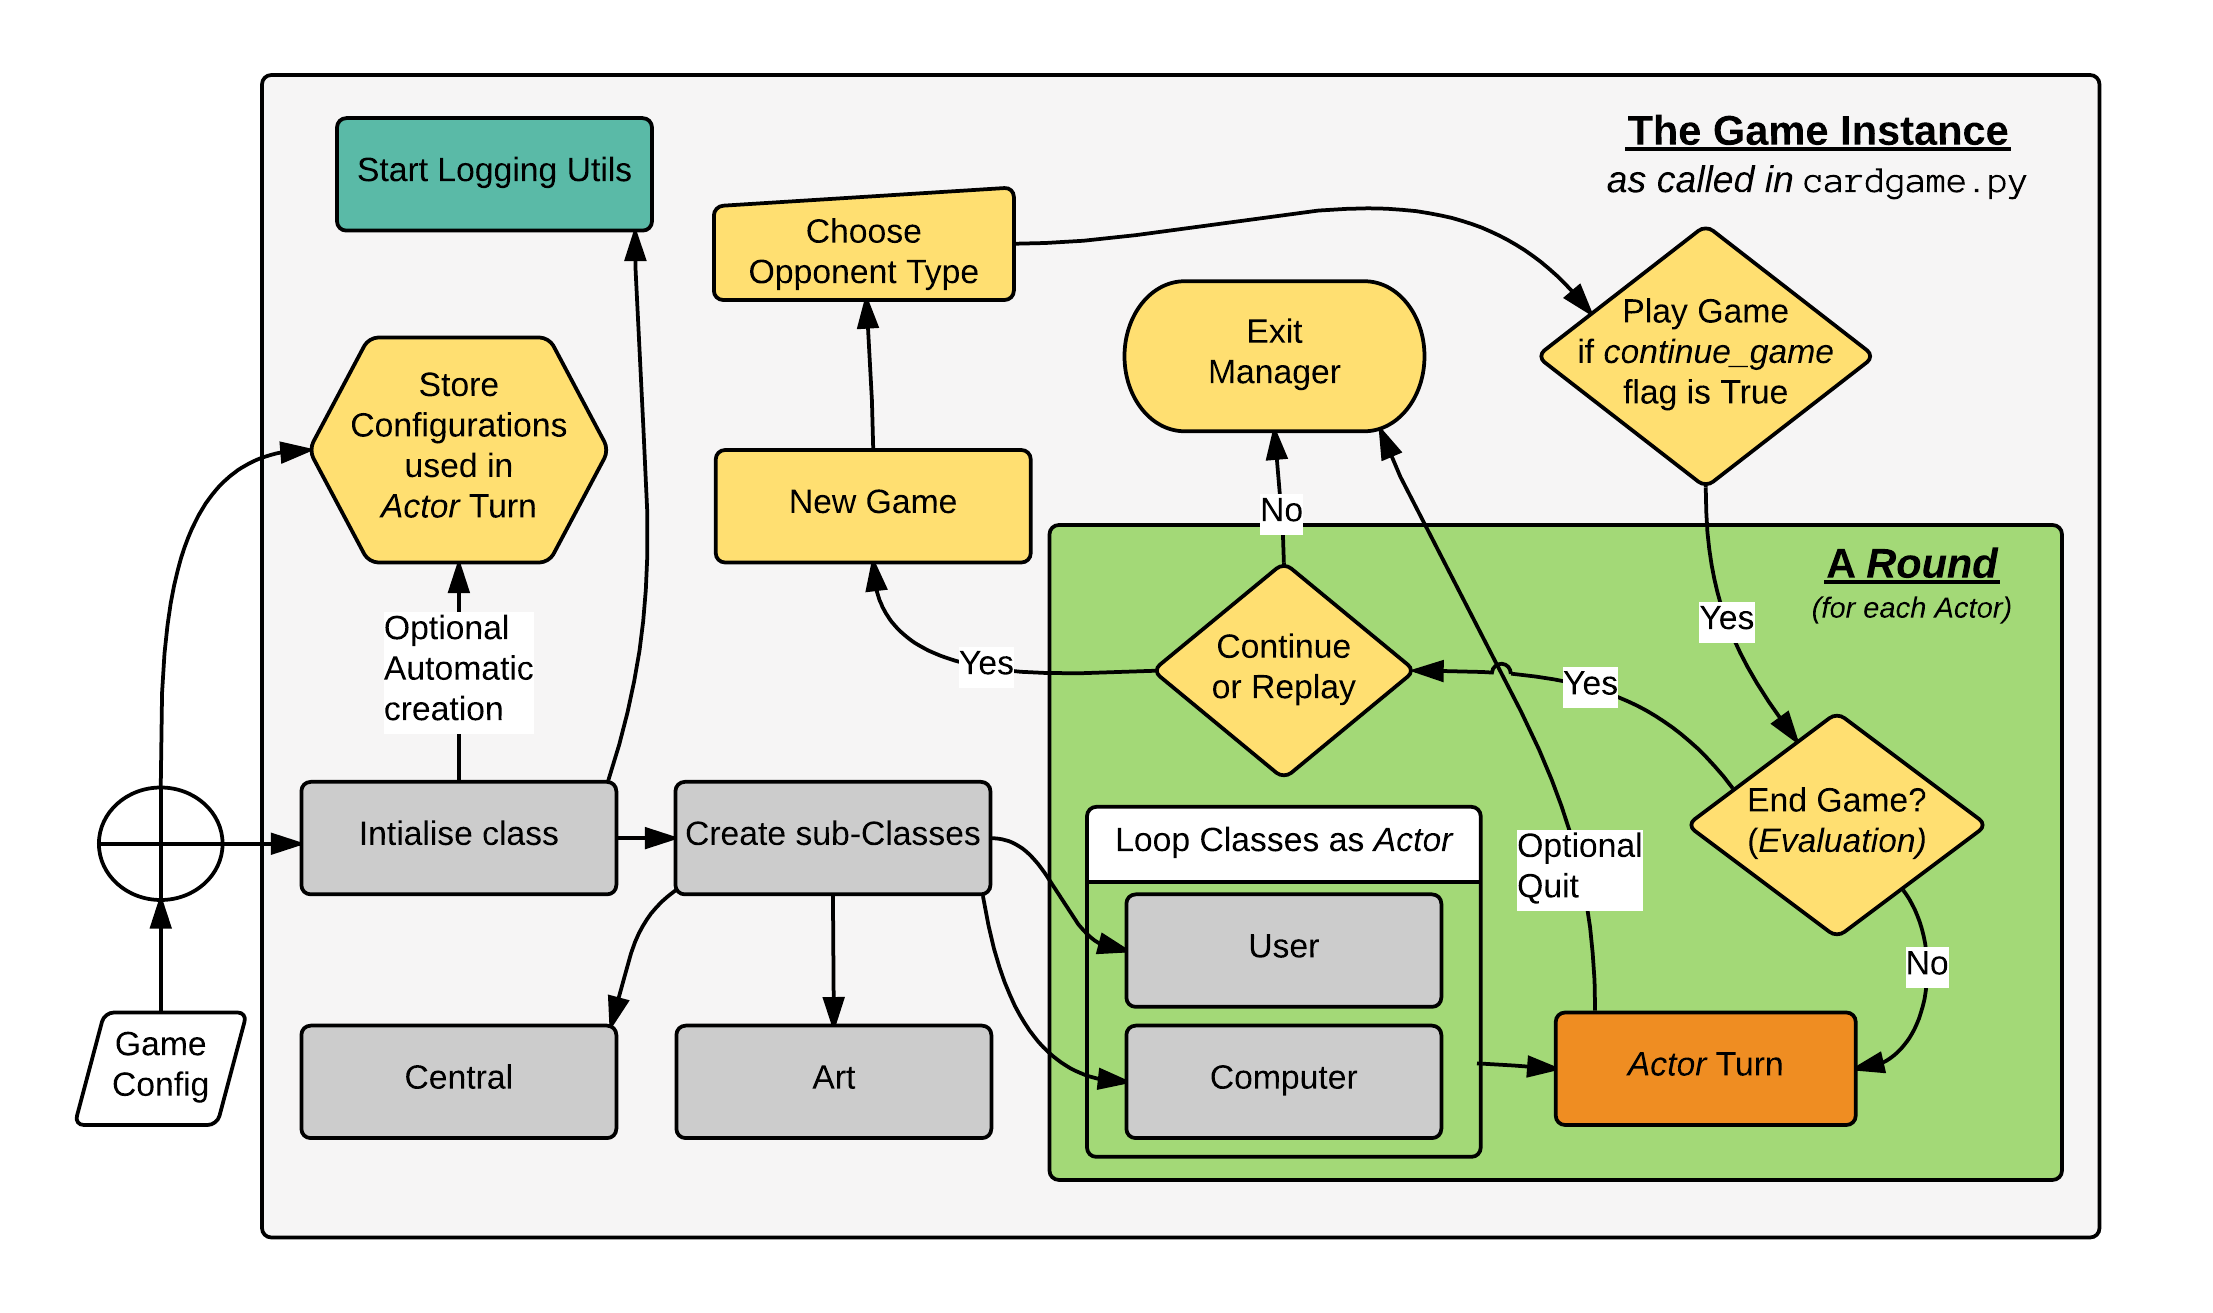 The Game Instance
as called in cardgame.py
Start Logging Utils
Choose
Opponent Type
Exit
Manager
Play Game
if continue_game
flag is True
Store
Configurations
used in
Actor Turn
New Game
No
A Round
(for each Actor)
Optional
Automatic
creation
Yes
Continue
or Replay
Yes
Yes
End Game?
(Evaluation)
Intialise class
Create sub-Classes
Loop Classes as Actor
Optional
Quit
User
No
Game
Config
Central
Art
Computer
Actor Turn